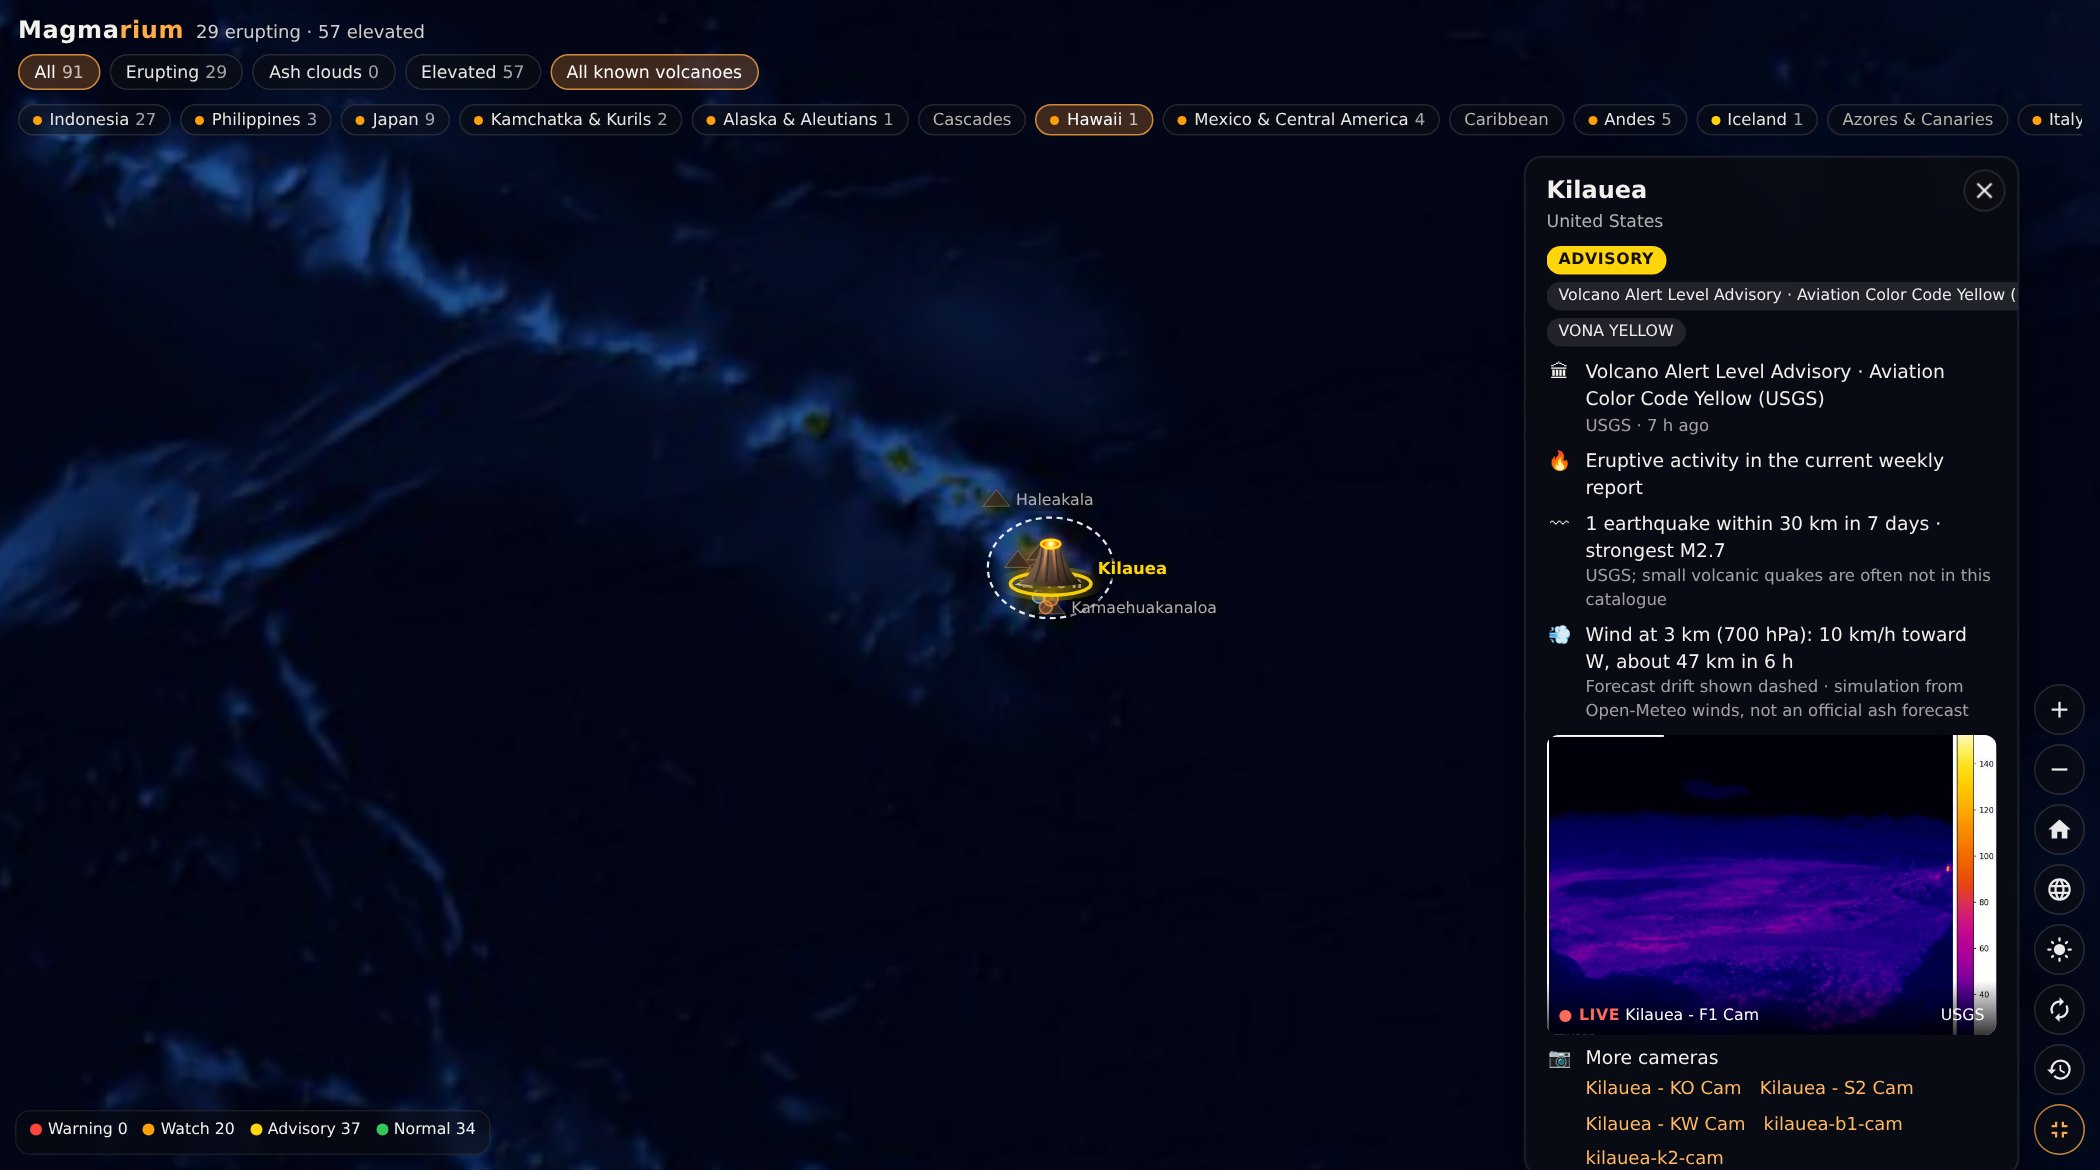 Magmarium 29 erupting · 57 elevated
All 91 Erupting 29 Ash clouds 0 Elevated 57 All known volcanoes
Indonesia 27 Philippines 3 Japan 9 Kamchatka & Kurils 2 Alaska & Aleutians 1 Cascades Hawaii 1 Mexico & Central America 4 Caribbean Andes 5 Iceland 1 Azores & Canaries Italy
Haleakala
Kilauea
Kamaehuakanaloa
Kilauea
United States
ADVISORY
Volcano Alert Level Advisory · Aviation Color Code Yellow (
VONA YELLOW
Volcano Alert Level Advisory · Aviation
Color Code Yellow (USGS)
USGS · 7 h ago
Eruptive activity in the current weekly
report
1 earthquake within 30 km in 7 days ·
strongest M2.7
USGS; small volcanic quakes are often not in this
catalogue
Wind at 3 km (700 hPa): 10 km/h toward
W, about 47 km in 6 h
Forecast drift shown dashed · simulation from
Open-Meteo winds, not an official ash forecast
140
120
100
80
60
40
LIVE Kilauea - F1 Cam USGS
More cameras
Kilauea - KO Cam Kilauea - S2 Cam
Kilauea - KW Cam kilauea-b1-cam
kilauea-k2-cam
Warning 0 Watch 20 Advisory 37 Normal 34